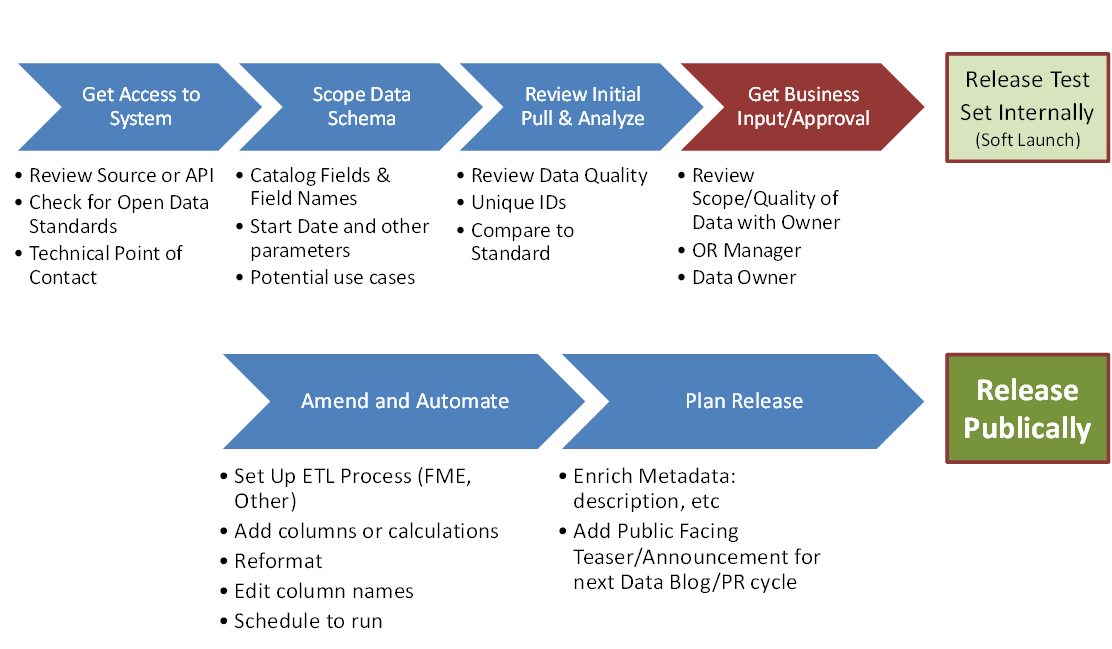 Get Access to
System
Scope Data
Schema
Review Initial
Pull & Analyze
Get Business
Input/Approval
Release Test
Set Internally
(Soft Launch)
• Review Source or API
• Check for Open Data
Standards
• Technical Point of
Contact
• Catalog Fields &
Field Names
• Start Date and other
parameters
• Potential use cases
• Review Data Quality
• Unique IDs
• Compare to
Standard
• Review
Scope/Quality of
Data with Owner
• OR Manager
• Data Owner
Amend and Automate
Plan Release
Release
Publically
• Set Up ETL Process (FME,
Other)
• Add columns or calculations
• Reformat
• Edit column names
• Schedule to run
• Enrich Metadata:
description, etc
• Add Public Facing
Teaser/Announcement for
next Data Blog/PR cycle